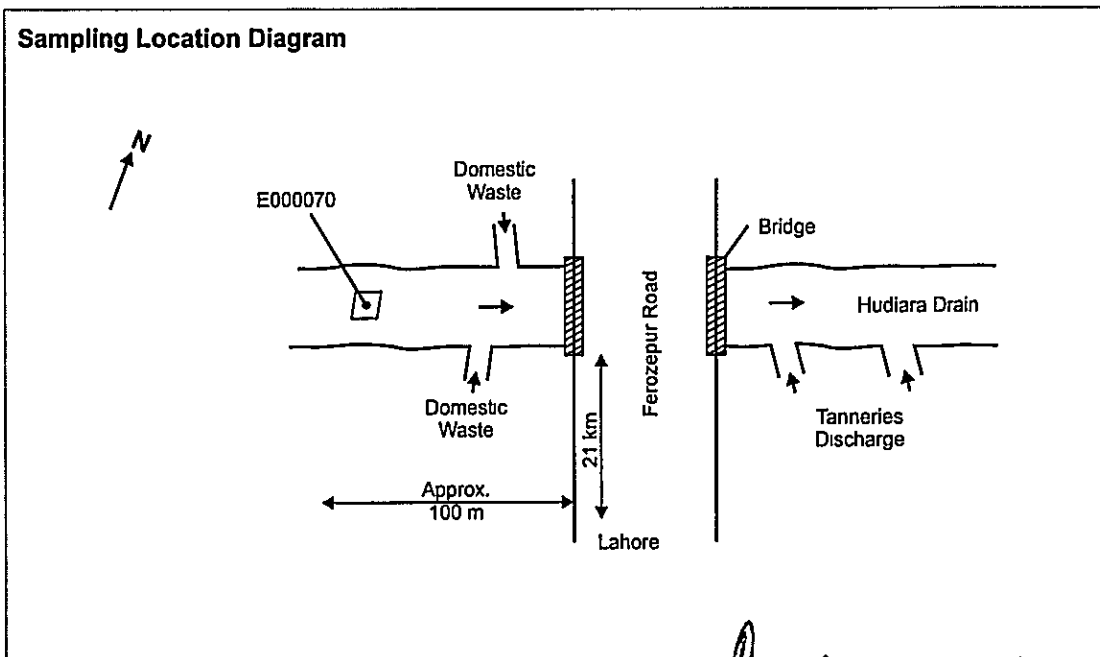 Sampling Location Diagram
N
Domestic
Waste
E000070
Bridge
Hudiara Drain
Ferozepur Road
Domestic
Waste
21 km
Tanneries
Discharge
Approx.
100 m
Lahore